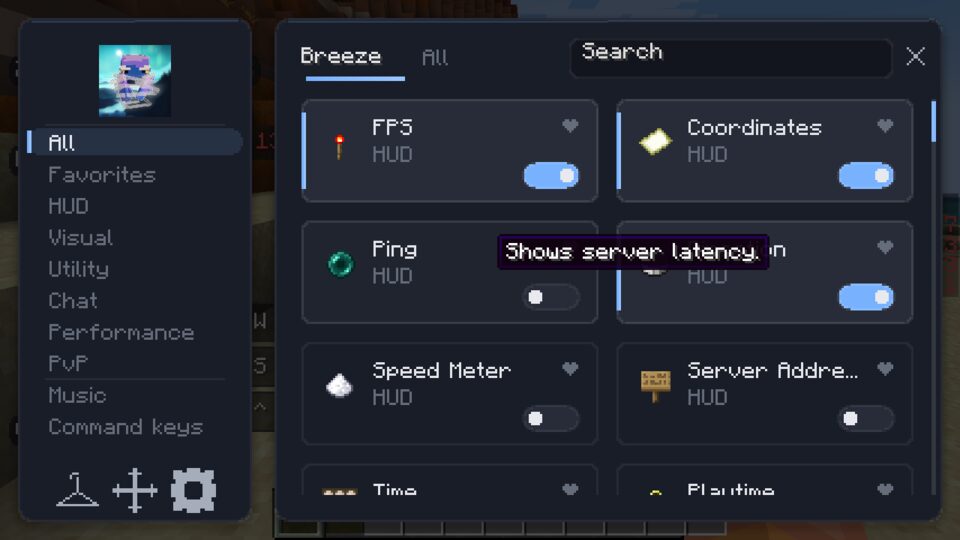 Breeze
All
Search
All
Favorites
HUD
Visual
Utility
Chat
Performance
PvP
Music
Command keys
FPS
HUD
Coordinates
HUD
Ping
HUD
Shows server latency.
HUD
Speed Meter
HUD
Server Addre...
HUD
Time
Playtime
W
S